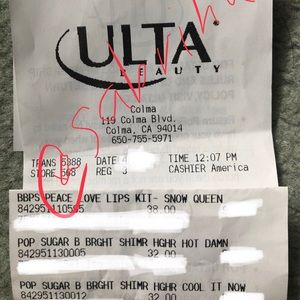 ULTA
BEAUTY
Colma
119 Colma Blvd.
Colma, CA 94014
650-755-5971
TRANS 5888 DATE TIME 12:07 PM
STORE 568 REG 3 CASHIER America
BBPS PEACE LOVE LIPS KIT- SNOW QUEEN
842951110595 38.00
POP SUGAR B BRGHT SHIMR HGHR HOT DAMN
842951130005 32.00
POP SUGAR B BRGHT SHIMR HGHR COOL IT NOW
842951130012 32.00